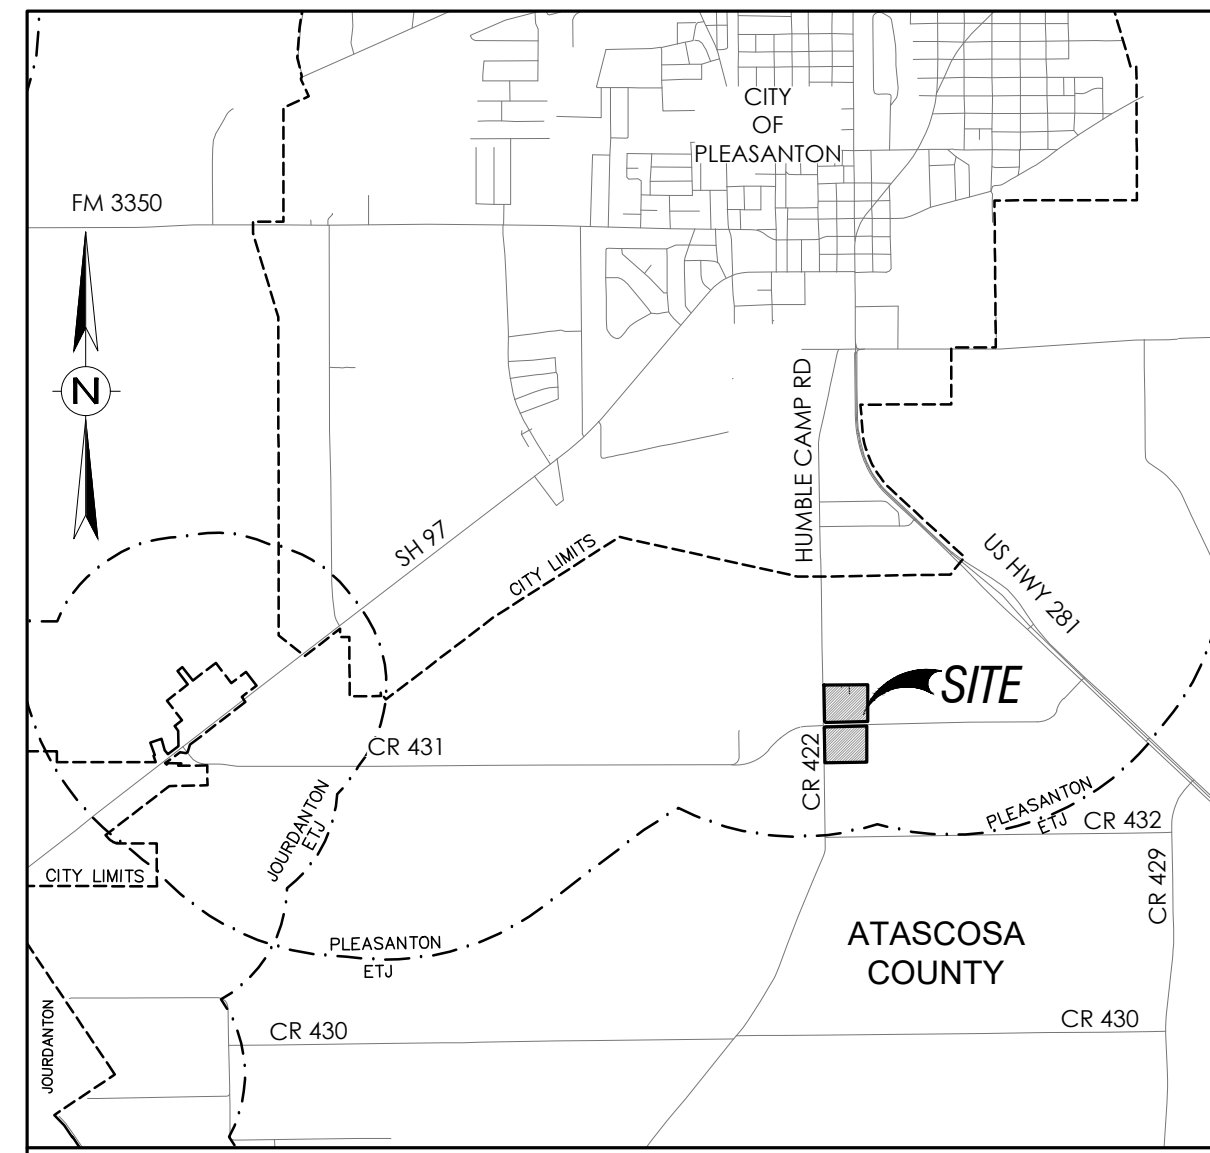 CITY
OF
PLEASANTON
FM 3350
N
HUMBLE CAMP RD
SH 97
CITY LIMITS
US HWY 281
SITE
CR 431
CR 422
JOURDANTON
ETJ
PLEASANTON
ETJ
CR 432
CITY LIMITS
CR 429
PLEASANTON
ETJ
ATASCOSA
COUNTY
JOURDANTON
CR 430
CR 430